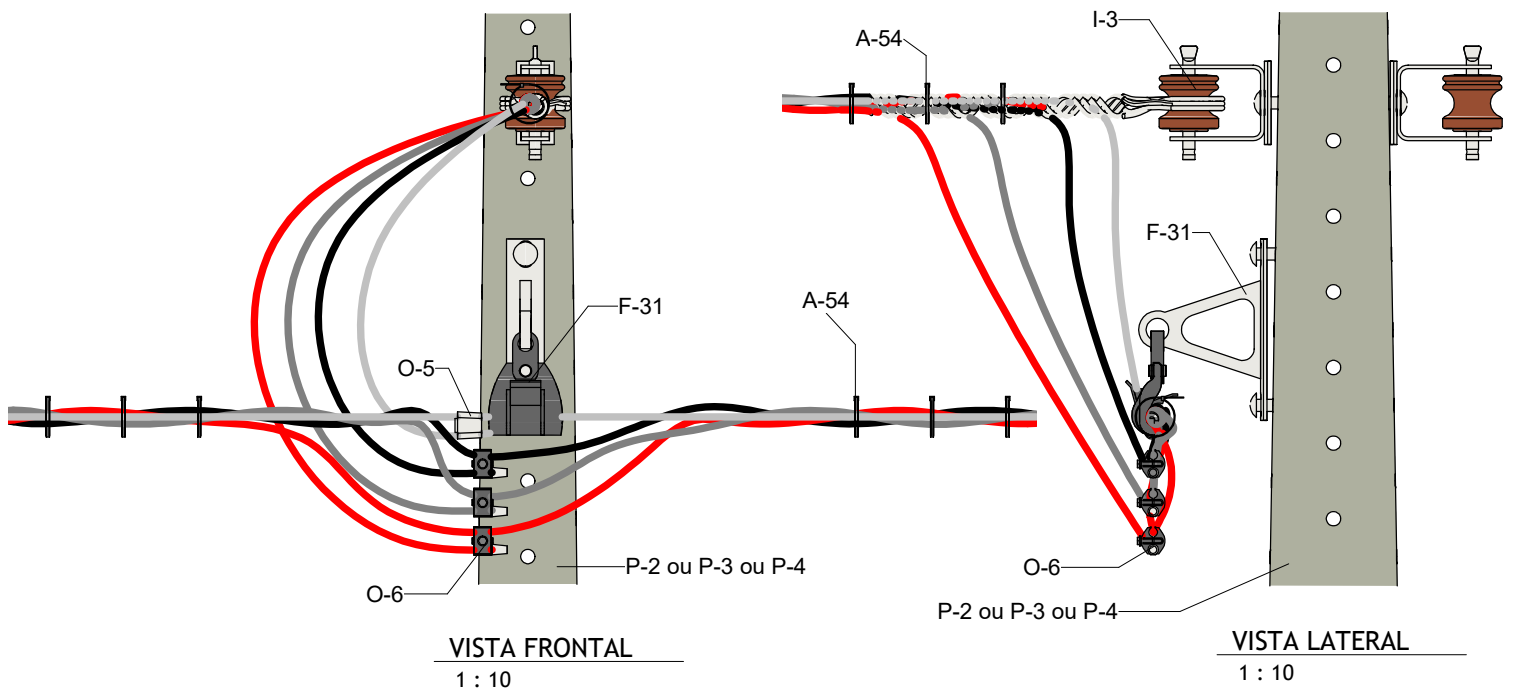 I-3
A-54
F-31
F-31
A-54
O-5
O-6
P-2 ou P-3 ou P-4
O-6
P-2 ou P-3 ou P-4
VISTA FRONTAL
1 : 10
VISTA LATERAL
1 : 10